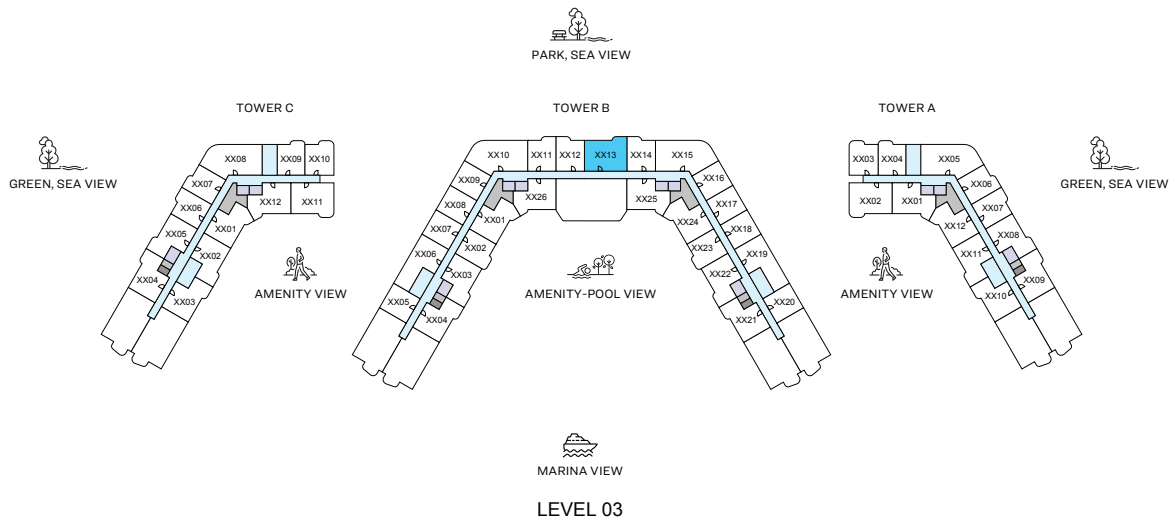 PARK, SEA VIEW
TOWER C
TOWER B
TOWER A
GREEN, SEA VIEW
GREEN, SEA VIEW
XX08
XX09
XX10
XX07
XX06
XX05
XX04
XX12
XX11
XX01
XX02
XX03
XX10
XX11
XX12
XX13
XX14
XX15
XX09
XX08
XX07
XX06
XX05
XX26
XX01
XX02
XX03
XX04
XX25
XX24
XX23
XX22
XX21
XX16
XX17
XX18
XX19
XX20
XX03
XX04
XX05
XX02
XX01
XX06
XX07
XX08
XX09
XX12
XX11
XX10
AMENITY VIEW
AMENITY-POOL VIEW
AMENITY VIEW
MARINA VIEW
LEVEL 03